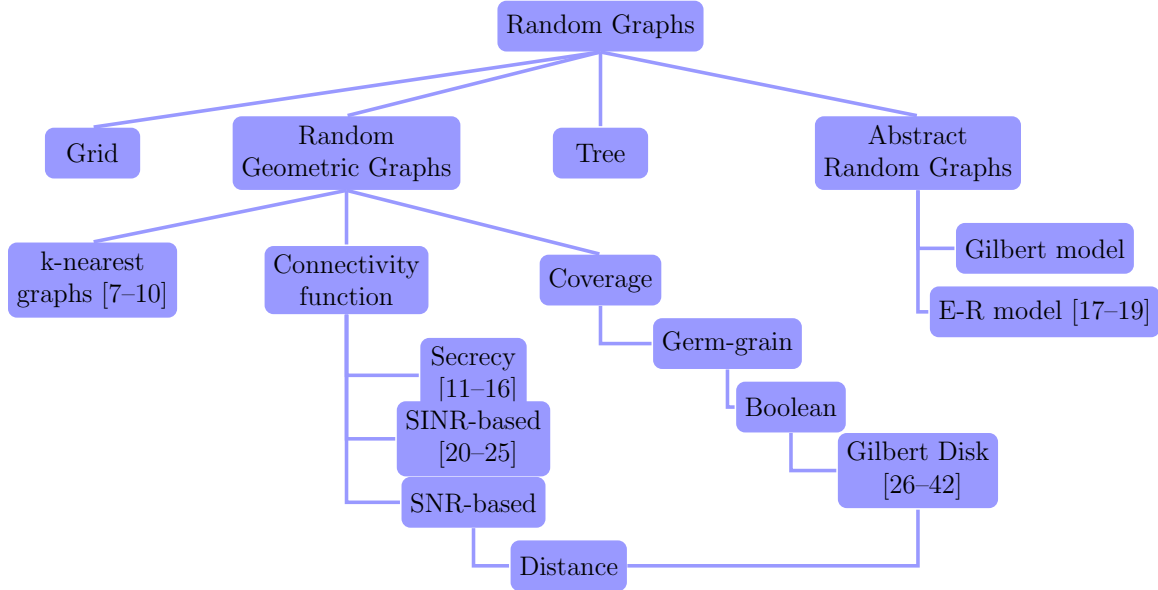 Random Graphs
Grid
Random
Geometric Graphs
Tree
Abstract
Random Graphs
k-nearest
graphs [7–10]
Connectivity
function
Coverage
Gilbert model
E-R model [17–19]
Germ-grain
Secrecy
[11–16]
Boolean
SINR-based
[20–25]
Gilbert Disk
[26–42]
SNR-based
Distance